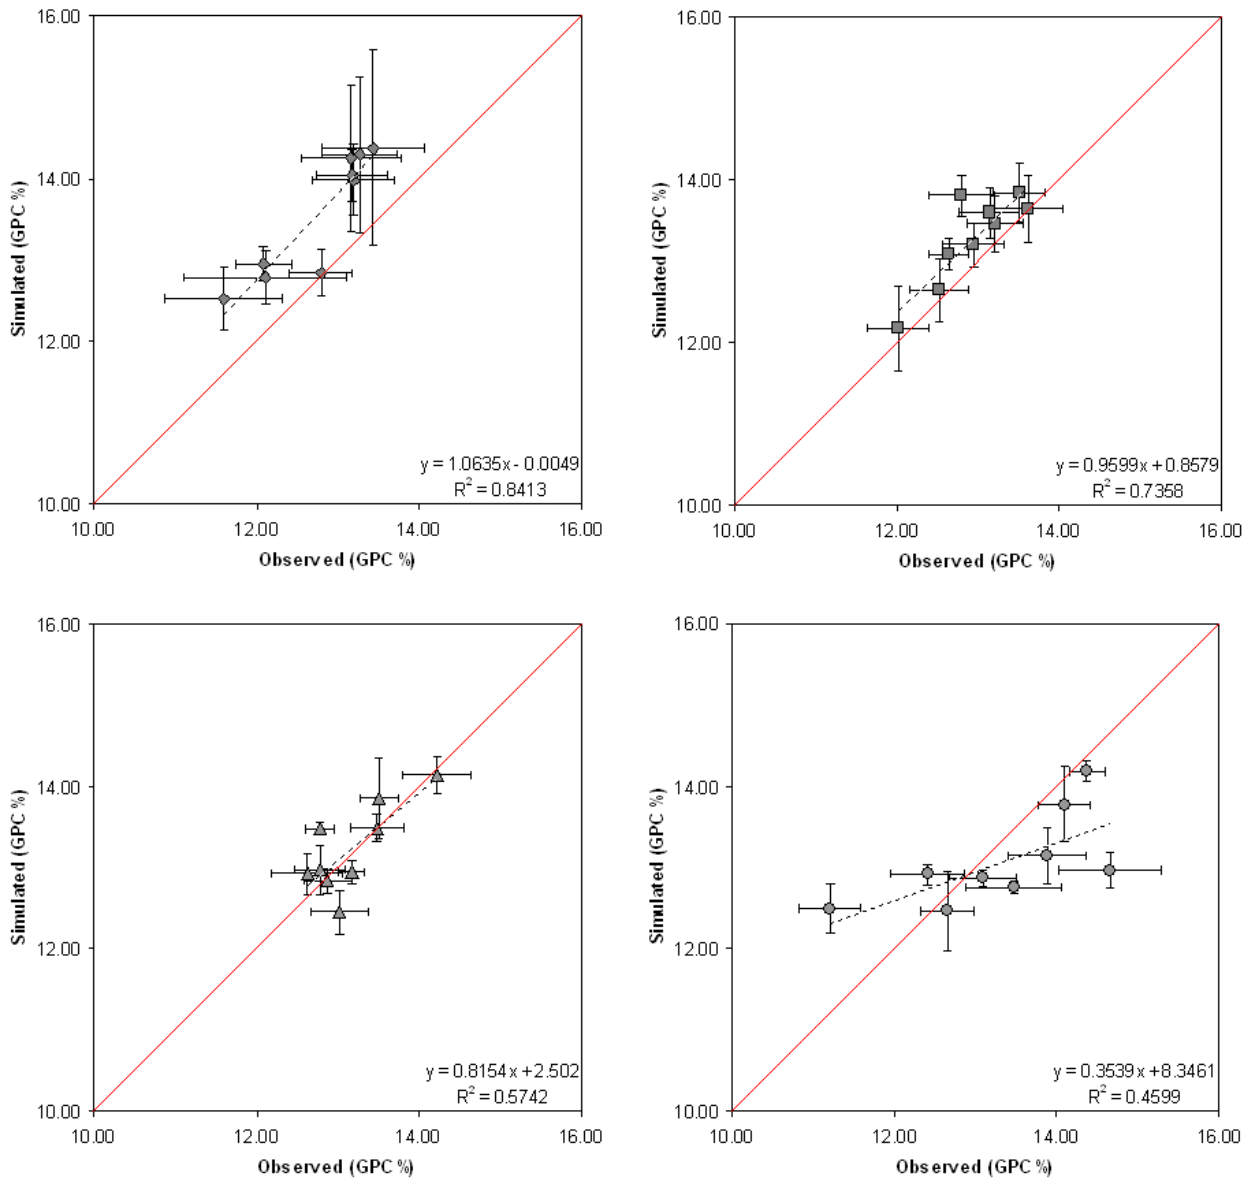 16.00
14.00
12.00
10.00
Simulated (GPC %)
y = 1.0635x - 0.0049
R² = 0.8413
10.00 12.00 14.00 16.00
Observed (GPC %)
16.00
14.00
12.00
10.00
Simulated (GPC %)
y = 0.9599x + 0.8579
R² = 0.7358
10.00 12.00 14.00 16.00
Observed (GPC %)
16.00
14.00
12.00
10.00
Simulated (GPC %)
y = 0.8154x + 2.502
R² = 0.5742
10.00 12.00 14.00 16.00
Observed (GPC %)
16.00
14.00
12.00
10.00
Simulated (GPC %)
y = 0.3539x + 8.3461
R² = 0.4599
10.00 12.00 14.00 16.00
Observed (GPC %)